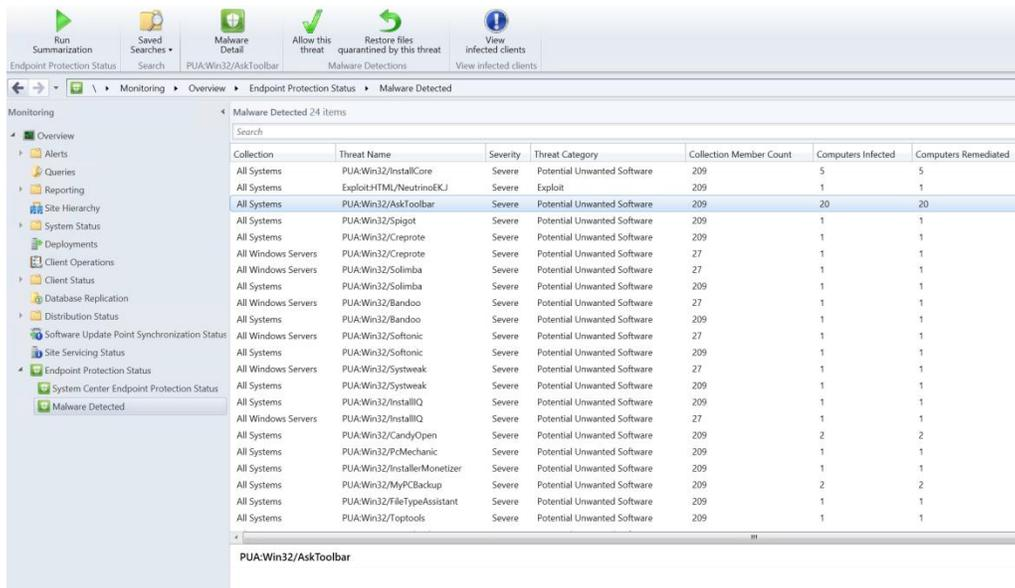 Run Summarization
Saved Searches
Malware Detail
Allow this threat
Restore files quarantined by this threat
View infected clients
Endpoint Protection Status
Search
PUA:Win32/AskToolbar
Malware Detections
View infected clients
\ Monitoring Overview Endpoint Protection Status Malware Detected
Monitoring
Overview
Alerts
Queries
Reporting
Site Hierarchy
System Status
Deployments
Client Operations
Client Status
Database Replication
Distribution Status
Software Update Point Synchronization Status
Site Servicing Status
Endpoint Protection Status
System Center Endpoint Protection Status
Malware Detected
Malware Detected 24 items
Search
Collection Threat Name Severity Threat Category Collection Member Count Computers Infected Computers Remediated
All Systems PUA:Win32/InstallCore Severe Potential Unwanted Software 209 5 5
All Systems Exploit:HTML/NeutrinoEK.J Severe Exploit 209 1 1
All Systems PUA:Win32/AskToolbar Severe Potential Unwanted Software 209 20 20
All Systems PUA:Win32/Spigot Severe Potential Unwanted Software 209 1 1
All Systems PUA:Win32/Creprote Severe Potential Unwanted Software 209 1 1
All Windows Servers PUA:Win32/Creprote Severe Potential Unwanted Software 27 1 1
All Windows Servers PUA:Win32/Solimba Severe Potential Unwanted Software 27 1 1
All Systems PUA:Win32/Solimba Severe Potential Unwanted Software 209 1 1
All Windows Servers PUA:Win32/Bandoo Severe Potential Unwanted Software 27 1 1
All Systems PUA:Win32/Bandoo Severe Potential Unwanted Software 209 1 1
All Windows Servers PUA:Win32/Softonic Severe Potential Unwanted Software 27 1 1
All Systems PUA:Win32/Softonic Severe Potential Unwanted Software 209 1 1
All Windows Servers PUA:Win32/Systweak Severe Potential Unwanted Software 27 1 1
All Systems PUA:Win32/Systweak Severe Potential Unwanted Software 209 1 1
All Systems PUA:Win32/InstallIQ Severe Potential Unwanted Software 209 1 1
All Windows Servers PUA:Win32/InstallIQ Severe Potential Unwanted Software 27 1 1
All Systems PUA:Win32/CandyOpen Severe Potential Unwanted Software 209 2 2
All Systems PUA:Win32/PcMechanic Severe Potential Unwanted Software 209 1 1
All Systems PUA:Win32/InstallerMonetizer Severe Potential Unwanted Software 209 1 1
All Systems PUA:Win32/MyPCBackup Severe Potential Unwanted Software 209 2 2
All Systems PUA:Win32/FileTypeAssistant Severe Potential Unwanted Software 209 1 1
All Systems PUA:Win32/Toptools Severe Potential Unwanted Software 209 1 1
PUA:Win32/AskToolbar